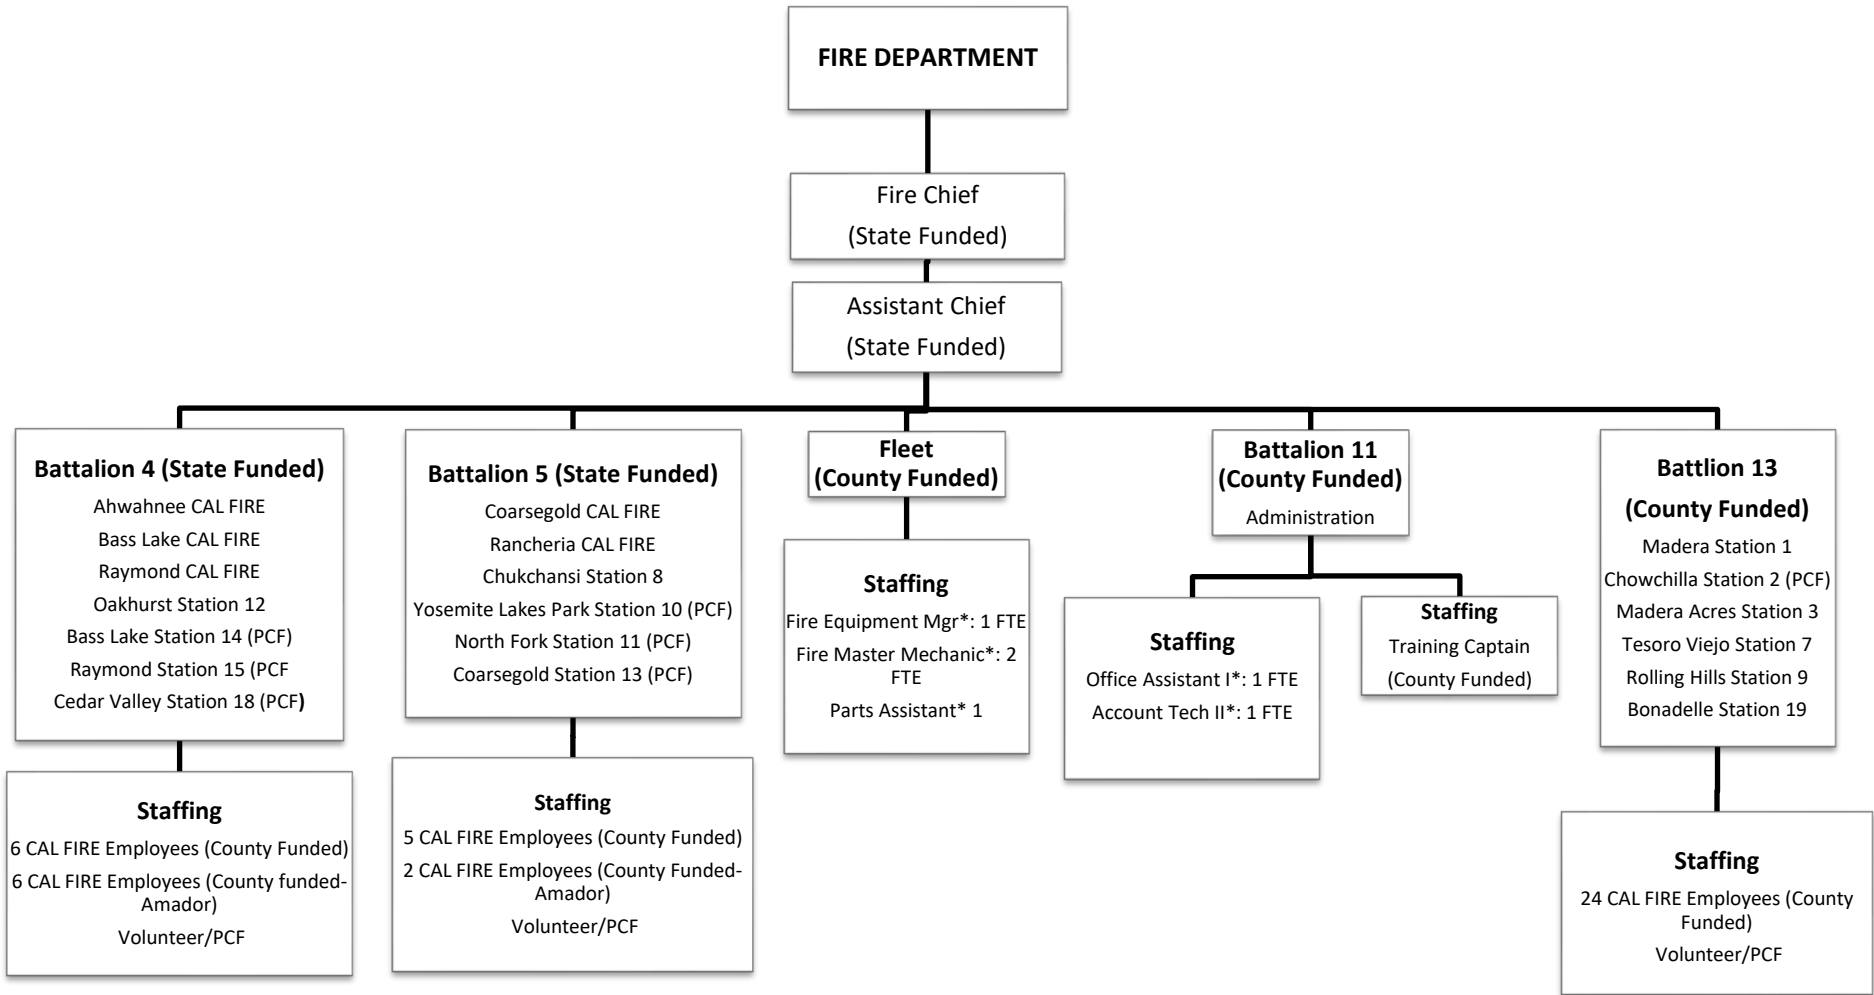 FIRE DEPARTMENT
Fire Chief
(State Funded)
Assistant Chief
(State Funded)
Battalion 4 (State Funded)
Ahwahnee CAL FIRE
Bass Lake CAL FIRE
Raymond CAL FIRE
Oakhurst Station 12
Bass Lake Station 14 (PCF)
Raymond Station 15 (PCF
Cedar Valley Station 18 (PCF)
Staffing
6 CAL FIRE Employees (County Funded)
6 CAL FIRE Employees (County funded-
Amador)
Volunteer/PCF
Battalion 5 (State Funded)
Coarsegold CAL FIRE
Rancheria CAL FIRE
Chukchansi Station 8
Yosemite Lakes Park Station 10 (PCF)
North Fork Station 11 (PCF)
Coarsegold Station 13 (PCF)
Staffing
5 CAL FIRE Employees (County Funded)
2 CAL FIRE Employees (County Funded-
Amador)
Volunteer/PCF
Fleet
(County Funded)
Staffing
Fire Equipment Mgr*: 1 FTE
Fire Master Mechanic*: 2
FTE
Parts Assistant* 1
Battalion 11
(County Funded)
Administration
Staffing
Office Assistant I*: 1 FTE
Account Tech II*: 1 FTE
Staffing
Training Captain
(County Funded)
Battlion 13
(County Funded)
Madera Station 1
Chowchilla Station 2 (PCF)
Madera Acres Station 3
Tesoro Viejo Station 7
Rolling Hills Station 9
Bonadelle Station 19
Staffing
24 CAL FIRE Employees (County
Funded)
Volunteer/PCF